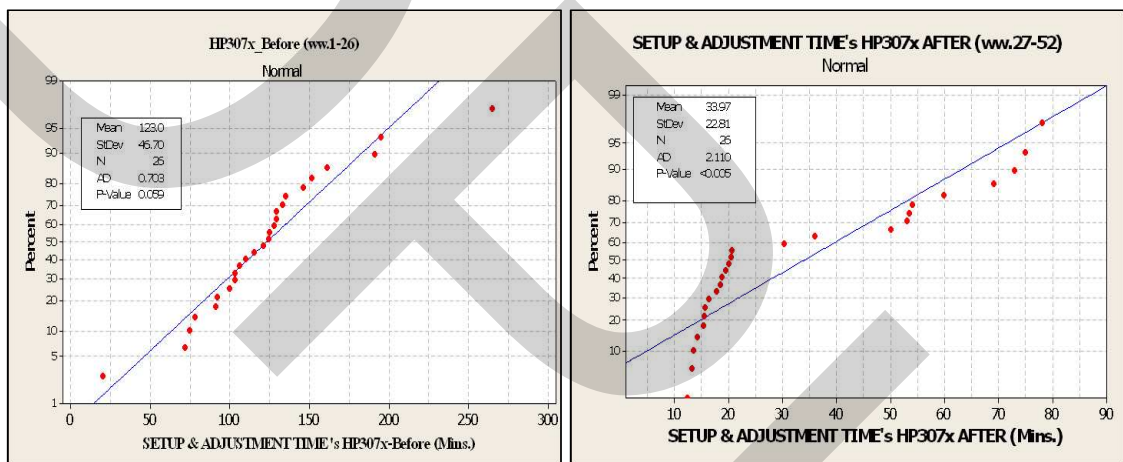 HP307x_Before (ww.1-26)
Normal
99
95
90
80
70
60
50
40
30
20
10
5
1
Percent
Mean 123.0
StDev 46.70
N 26
AD 0.703
P-Value 0.059
0 50 100 150 200 250 300
SETUP & ADJUSTMENT TIME's HP307x-Before (Mins.)
SETUP & ADJUSTMENT TIME's HP307x AFTER (ww.27-52)
Normal
99
95
90
80
70
60
50
40
30
20
10
Percent
Mean 33.97
StDev 22.81
N 26
AD 2.110
P-Value <0.005
10 20 30 40 50 60 70 80 90
SETUP & ADJUSTMENT TIME's HP307x AFTER (Mins.)